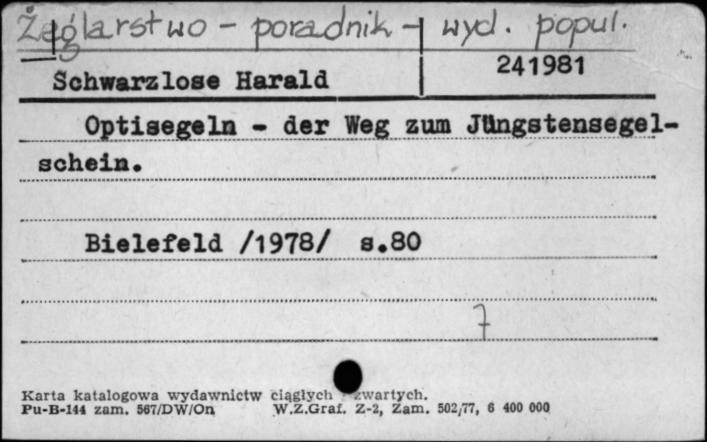 Żeglarstwo - poradnik - wyd. popul.
Schwarzlose Harald
241981
Optisegeln - der Weg zum Jüngstensegel-
schein.
Bielefeld /1978/ s.80
7
Karta katalogowa wydawnictw ciągłych zwartych.
Pu-B-144 zam. 567/DW/On W.Z.Graf. Z-2, Zam. 502/77, 6 400 000